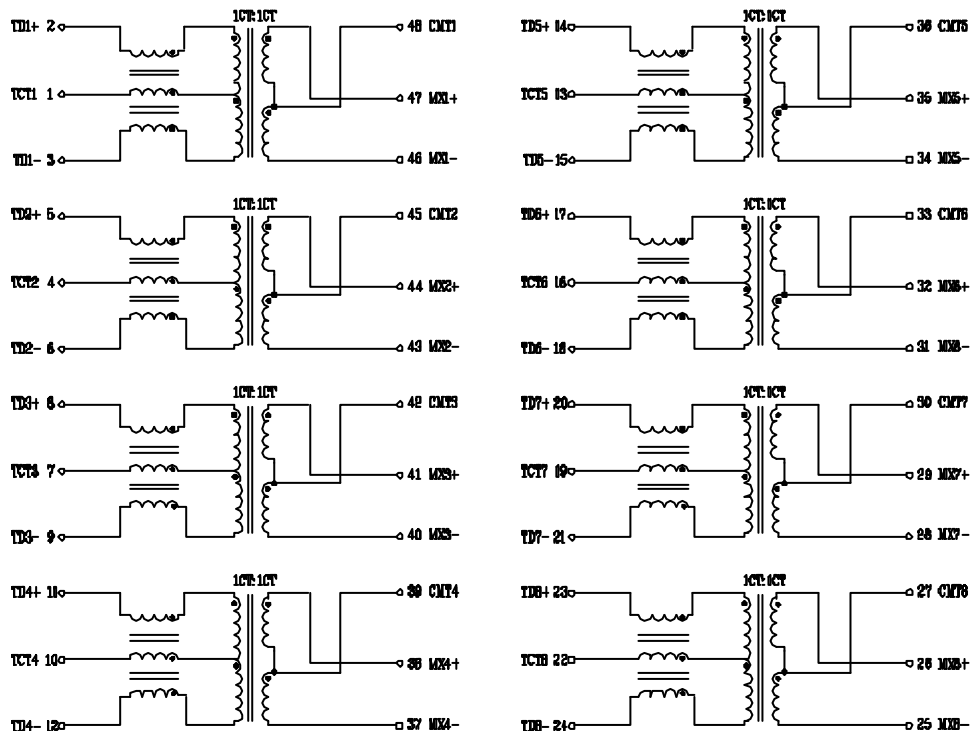 1CT:1CT 1CT:1CT
TD1+ 2 48 CMT1 TD5+ 14 36 CMT5
TCT1 1 47 MX1+ TCT5 13 35 MX5+
TD1- 3 46 MX1- TD5- 15 34 MX5-
1CT:1CT 1CT:1CT
TD2+ 5 45 CMT2 TD6+ 17 33 CMT6
TCT2 4 44 MX2+ TCT6 16 32 MX6+
TD2- 6 43 MX2- TD6- 18 31 MX6-
1CT:1CT 1CT:1CT
TD3+ 8 42 CMT3 TD7+ 20 30 CMT7
TCT3 7 41 MX3+ TCT7 19 29 MX7+
TD3- 9 40 MX3- TD7- 21 28 MX7-
1CT:1CT 1CT:1CT
TD4+ 11 39 CMT4 TD8+ 23 27 CMT8
TCT4 10 38 MX4+ TCT8 22 26 MX8+
TD4- 12 37 MX4- TD8- 24 25 MX8-